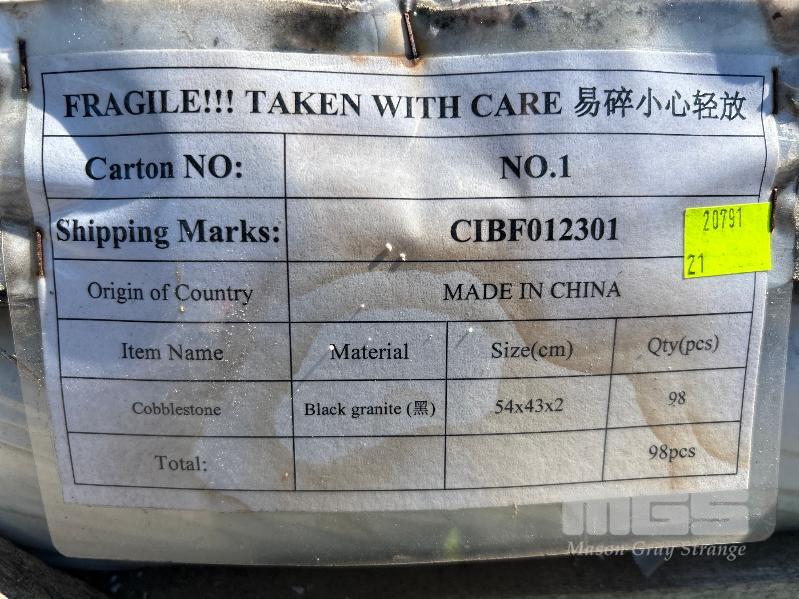 FRAGILE!!! TAKEN WITH CARE 易碎小心轻放
Carton NO: NO.1
Shipping Marks: CIBF012301
20791
21
Origin of Country MADE IN CHINA
Item Name Material Size(cm) Qty(pcs)
Cobblestone Black granite (黑) 54x43x2 98
Total: 98pcs
MGS
Mason Gray Strange